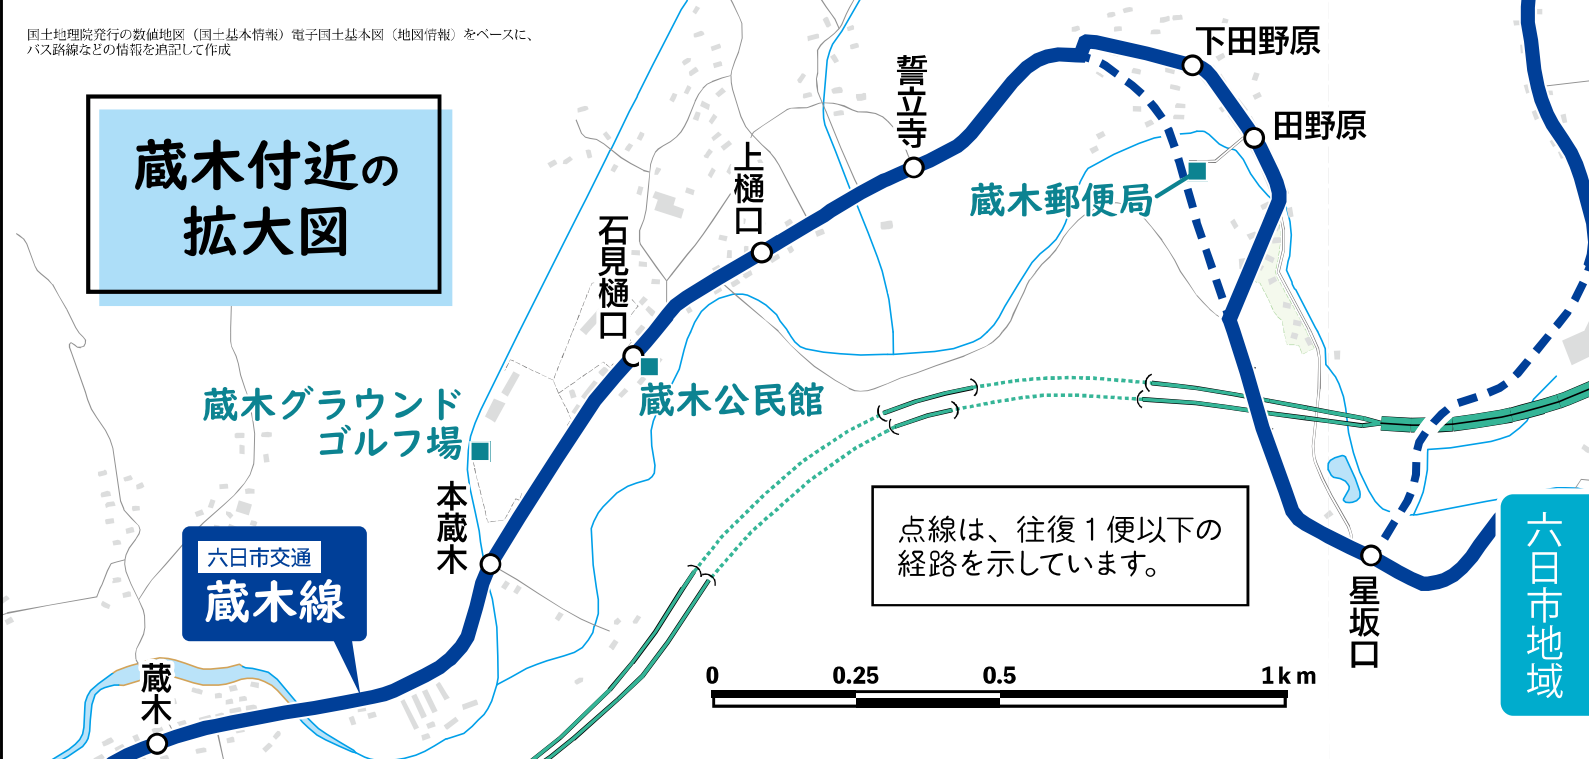 国土地理院発行の数値地図（国土基本情報）電子国土基本図（地図情報）をベースに、
バス路線などの情報を追記して作成
蔵木付近の
拡大図
下田野原
田野原
誓立寺
蔵木郵便局
上樋口
石見樋口
蔵木公民館
蔵木グラウンド
ゴルフ場
本蔵木
六日市交通
蔵木線
蔵木
点線は、往復1便以下の
経路を示しています。
星坂口
六日市地域
0 0.25 0.5 1km